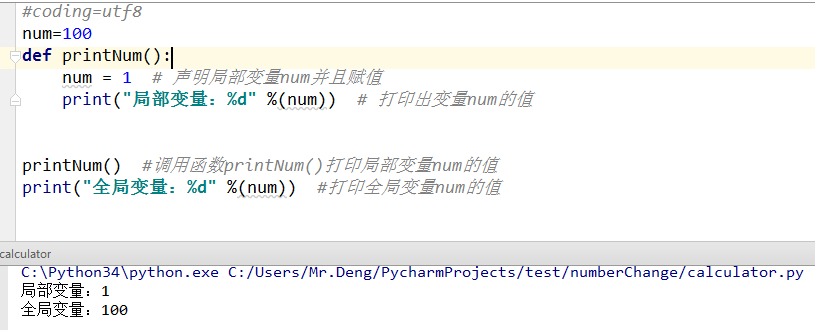 #coding=utf8
num=100
def printNum():
    num = 1  # 声明局部变量num并且赋值
    print("局部变量：%d" %(num))  # 打印出变量num的值
printNum()  #调用函数printNum()打印局部变量num的值
print("全局变量：%d" %(num))  #打印全局变量num的值
calculator
C:\Python34\python.exe C:/Users/Mr.Deng/PycharmProjects/test/numberChange/calculator.py
局部变量：1
全局变量：100